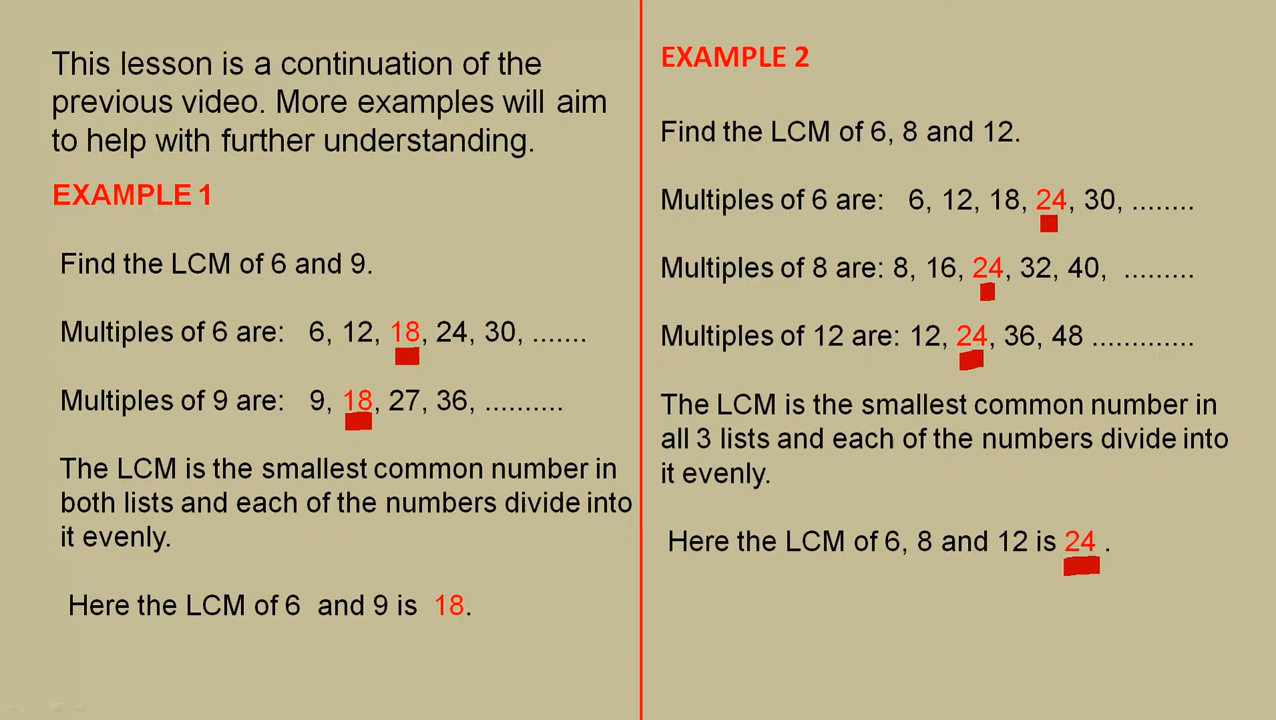 This lesson is a continuation of the
previous video. More examples will aim
to help with further understanding.
EXAMPLE 1
Find the LCM of 6 and 9.
Multiples of 6 are: 6, 12, 18, 24, 30, .......
Multiples of 9 are: 9, 18, 27, 36, ..........
The LCM is the smallest common number in
both lists and each of the numbers divide into
it evenly.
Here the LCM of 6 and 9 is 18.
EXAMPLE 2
Find the LCM of 6, 8 and 12.
Multiples of 6 are: 6, 12, 18, 24, 30, ........
Multiples of 8 are: 8, 16, 24, 32, 40, .........
Multiples of 12 are: 12, 24, 36, 48 .............
The LCM is the smallest common number in
all 3 lists and each of the numbers divide into
it evenly.
Here the LCM of 6, 8 and 12 is 24 .